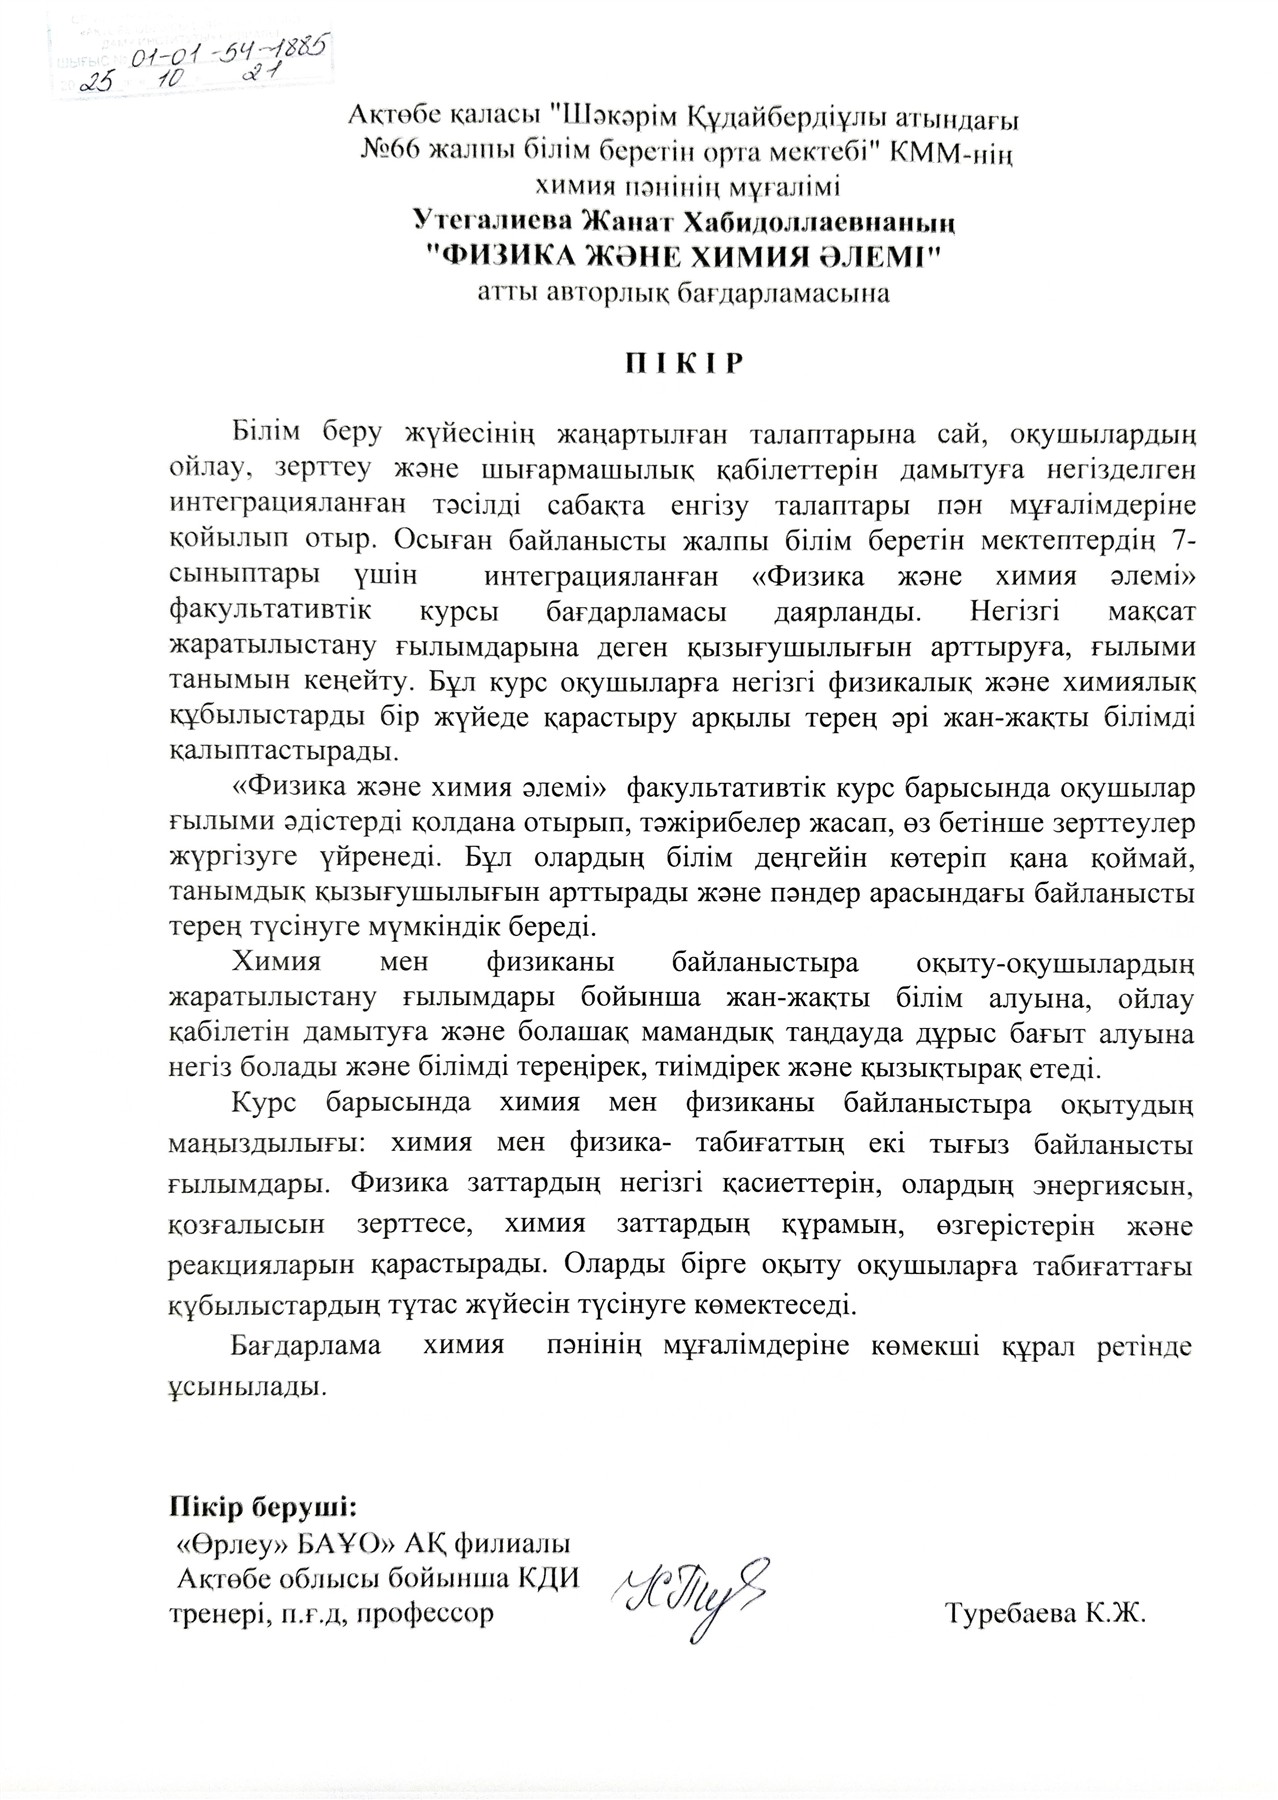 ШЫҒЫС № 01-01-54-1885
25 10 21
Ақтөбе қаласы "Шәкәрім Құдайбердіұлы атындағы
№66 жалпы білім беретін орта мектебі" КММ-нің
химия пәнінің мұғалімі
Утегалиева Жанат Хабидоллаевнаның
"ФИЗИКА ЖӘНЕ ХИМИЯ ӘЛЕМІ"
атты авторлық бағдарламасына
П І К І Р
Білім беру жүйесінің жаңартылған талаптарына сай, оқушылардың
ойлау, зерттеу және шығармашылық қабілеттерін дамытуға негізделген
интеграцияланған тәсілді сабақта енгізу талаптары пән мұғалімдеріне
қойылып отыр. Осыған байланысты жалпы білім беретін мектептердің 7-
сыныптары үшін интеграцияланған «Физика және химия әлемі»
факультативтік курсы бағдарламасы даярланды. Негізгі мақсат
жаратылыстану ғылымдарына деген қызығушылығын арттыруға, ғылыми
танымын кеңейту. Бұл курс оқушыларға негізгі физикалық және химиялық
құбылыстарды бір жүйеде қарастыру арқылы терең әрі жан-жақты білімді
қалыптастырады.
«Физика және химия әлемі» факультативтік курс барысында оқушылар
ғылыми әдістерді қолдана отырып, тәжірибелер жасап, өз бетінше зерттеулер
жүргізуге үйренеді. Бұл олардың білім деңгейін көтеріп қана қоймай,
танымдық қызығушылығын арттырады және пәндер арасындағы байланысты
терең түсінуге мүмкіндік береді.
Химия мен физиканы байланыстыра оқыту-оқушылардың
жаратылыстану ғылымдары бойынша жан-жақты білім алуына, ойлау
қабілетін дамытуға және болашақ мамандық таңдауда дұрыс бағыт алуына
негіз болады және білімді тереңірек, тиімдірек және қызықтырақ етеді.
Курс барысында химия мен физиканы байланыстыра оқытудың
маңыздылығы: химия мен физика- табиғаттың екі тығыз байланысты
ғылымдары. Физика заттардың негізгі қасиеттерін, олардың энергиясын,
қозғалысын зерттесе, химия заттардың құрамын, өзгерістерін және
реакцияларын қарастырады. Оларды бірге оқыту оқушыларға табиғаттағы
құбылыстардың тұтас жүйесін түсінуге көмектеседі.
Бағдарлама химия пәнінің мұғалімдеріне көмекші құрал ретінде
ұсынылады.
Пікір беруші:
«Өрлеу» БАҰО» АҚ филиалы
Ақтөбе облысы бойынша КДИ
тренері, п.ғ.д, профессор Туребаева К.Ж.